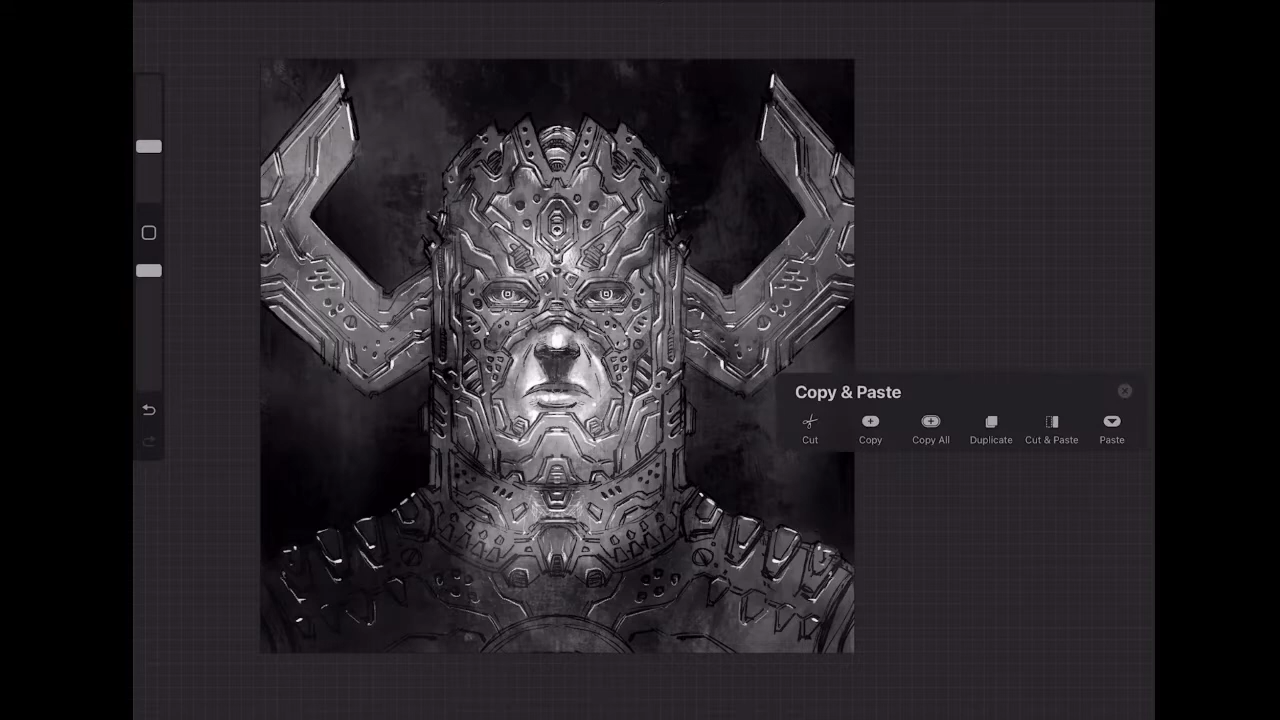 Copy & Paste
Cut
Copy
Copy All
Duplicate
Cut & Paste
Paste